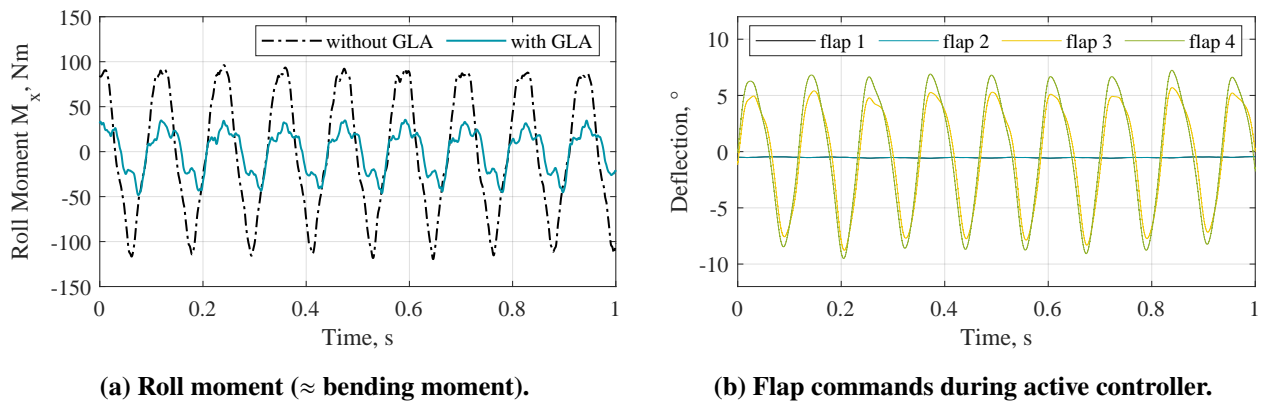 150
100
50
0
-50
-100
-150
Roll Moment M_x, Nm
without GLA with GLA
0 0.2 0.4 0.6 0.8 1
Time, s
(a) Roll moment (≈ bending moment).
10
5
0
-5
-10
Deflection, °
flap 1 flap 2 flap 3 flap 4
0 0.2 0.4 0.6 0.8 1
Time, s
(b) Flap commands during active controller.